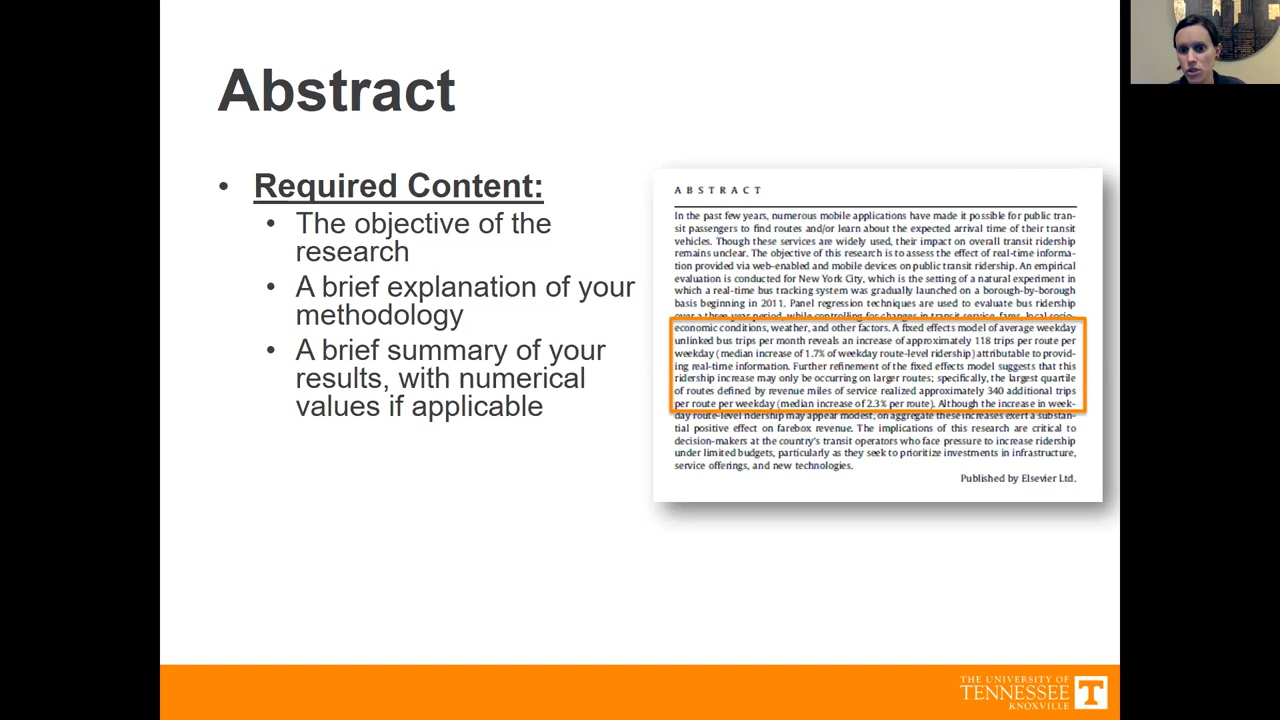 Abstract
• Required Content:
• The objective of the
research
• A brief explanation of your
methodology
• A brief summary of your
results, with numerical
values if applicable
ABSTRACT
In the past few years, numerous mobile applications have made it possible for public tran-
sit passengers to find routes and/or learn about the expected arrival time of their transit
vehicles. Though these services are widely used, their impact on overall transit ridership
remains unclear. The objective of this research is to assess the effect of real-time informa-
tion provided via web-enabled and mobile devices on public transit ridership. An empirical
evaluation is conducted for New York City, which is the setting of a natural experiment in
which a real-time bus tracking system was gradually launched on a borough-by-borough
basis beginning in 2011. Panel regression techniques are used to evaluate bus ridership
over a three year period, while controlling for changes in transit service, fares, local socio-
economic conditions, weather, and other factors. A fixed effects model of average weekday
unlinked bus trips per month reveals an increase of approximately 118 trips per route per
weekday (median increase of 1.7% of weekday route-level ridership) attributable to provid-
ing real-time information. Further refinement of the fixed effects model suggests that this
ridership increase may only be occurring on larger routes; specifically, the largest quartile
of routes defined by revenue miles of service realized approximately 340 additional trips
per route per weekday (median increase of 2.3% per route). Although the increase in week-
day route-level ridership may appear modest, on aggregate these increases exert a substan-
tial positive effect on farebox revenue. The implications of this research are critical to
decision-makers at the country's transit operators who face pressure to increase ridership
under limited budgets, particularly as they seek to prioritize investments in infrastructure,
service offerings, and new technologies.
Published by Elsevier Ltd.
THE UNIVERSITY OF
TENNESSEE
KNOXVILLE
T